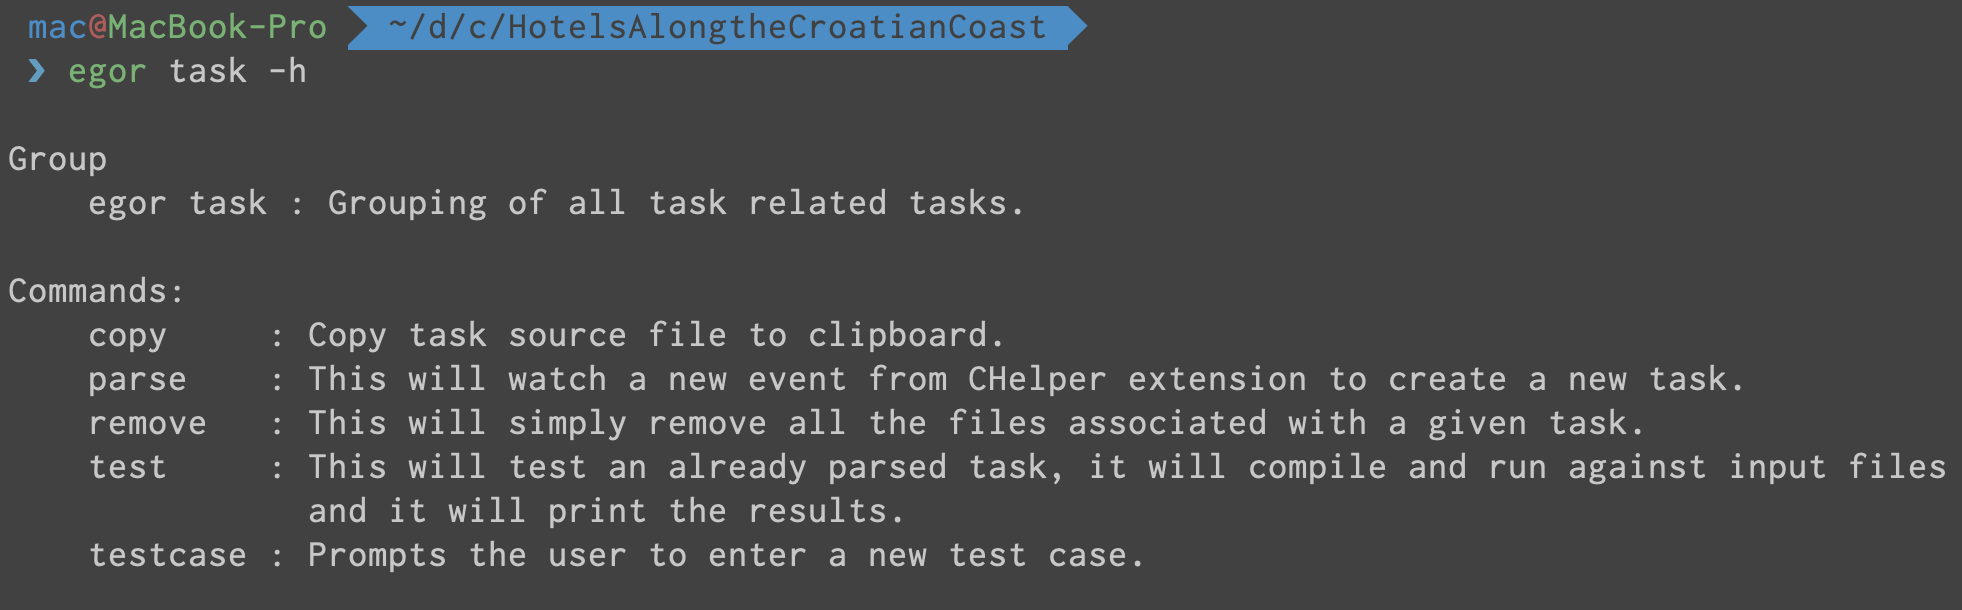 mac@MacBook-Pro ~/d/c/HotelsAlongtheCroatianCoast
❯ egor task -h
Group
egor task : Grouping of all task related tasks.
Commands:
copy : Copy task source file to clipboard.
parse : This will watch a new event from CHelper extension to create a new task.
remove : This will simply remove all the files associated with a given task.
test : This will test an already parsed task, it will compile and run against input files
and it will print the results.
testcase : Prompts the user to enter a new test case.